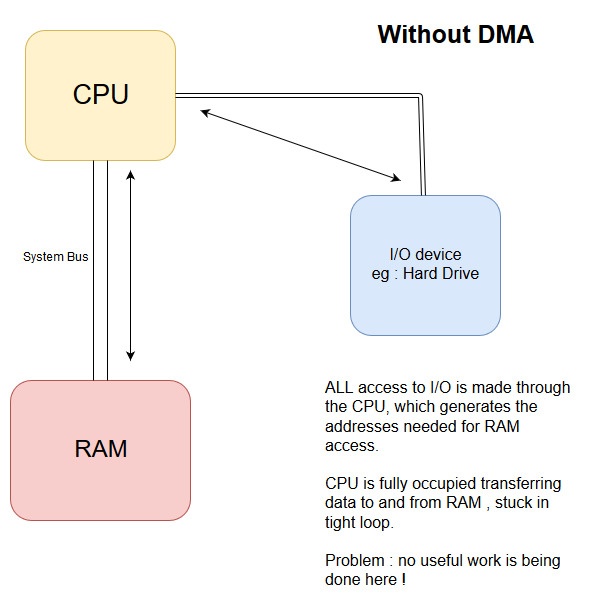 Without DMA
CPU
System Bus
I/O device
eg : Hard Drive
RAM
ALL access to I/O is made through
the CPU, which generates the
addresses needed for RAM
access.
CPU is fully occupied transferring
data to and from RAM , stuck in
tight loop.
Problem : no useful work is being
done here !